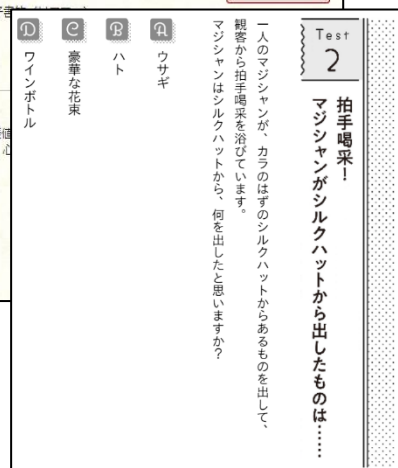 Test
2
拍手喝采！
マジシャンがシルクハットから出したものは……
一人のマジシャンが、カラのはずのシルクハットからあるものを出して、
観客から拍手喝采を浴びています。
マジシャンはシルクハットから、何を出したと思いますか？
A ウサギ
B ハト
C 豪華な花束
D ワインボトル